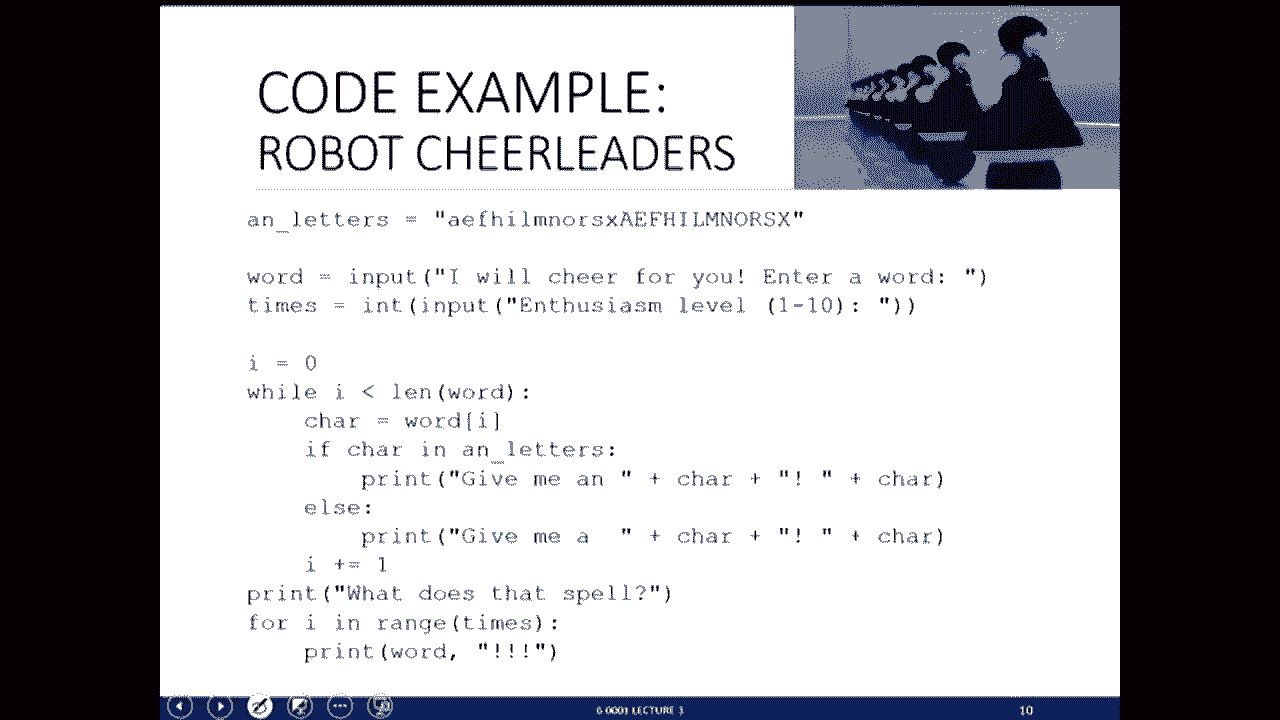 CODE EXAMPLE:
ROBOT CHEERLEADERS
an_letters = "aefhilmnorsxAEFHILMNORSX"
word = input("I will cheer for you! Enter a word: ")
times = int(input("Enthusiasm level (1-10): "))
i = 0
while i < len(word):
    char = word[i]
    if char in an_letters:
        print("Give me an " + char + "! " + char)
    else:
        print("Give me a  " + char + "! " + char)
    i += 1
print("What does that spell?")
for i in range(times):
    print(word, "!!!")
6.0001 LECTURE 3
10